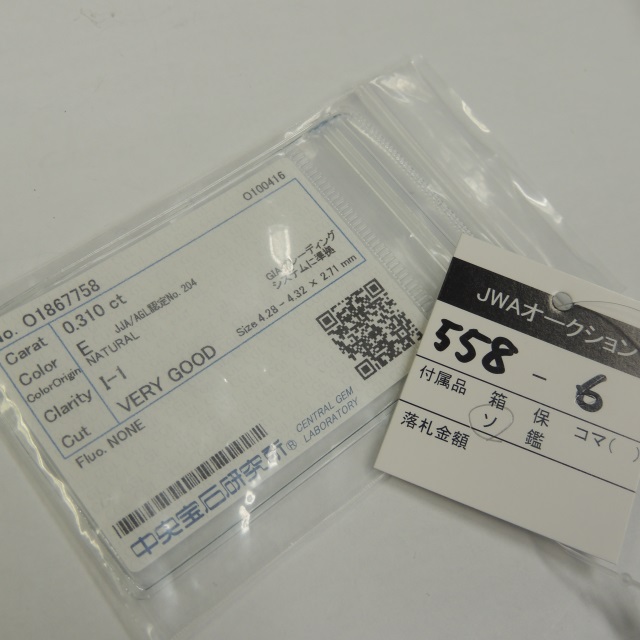 O100416
No. O1867758
GIAグレーディング
システムに準拠
Carat 0.310 ct
JJA/AGL認定No. 204
Color E
ColorOrigin NATURAL
Size 4.28 - 4.32 × 2.71 mm
Clarity I-1
Cut VERY GOOD
Fluo. NONE
中央宝石研究所®
CENTRAL GEM
LABORATORY
JWAオークション
558 - 6
付属品 箱 保 コマ( )
ソ 鑑
落札金額